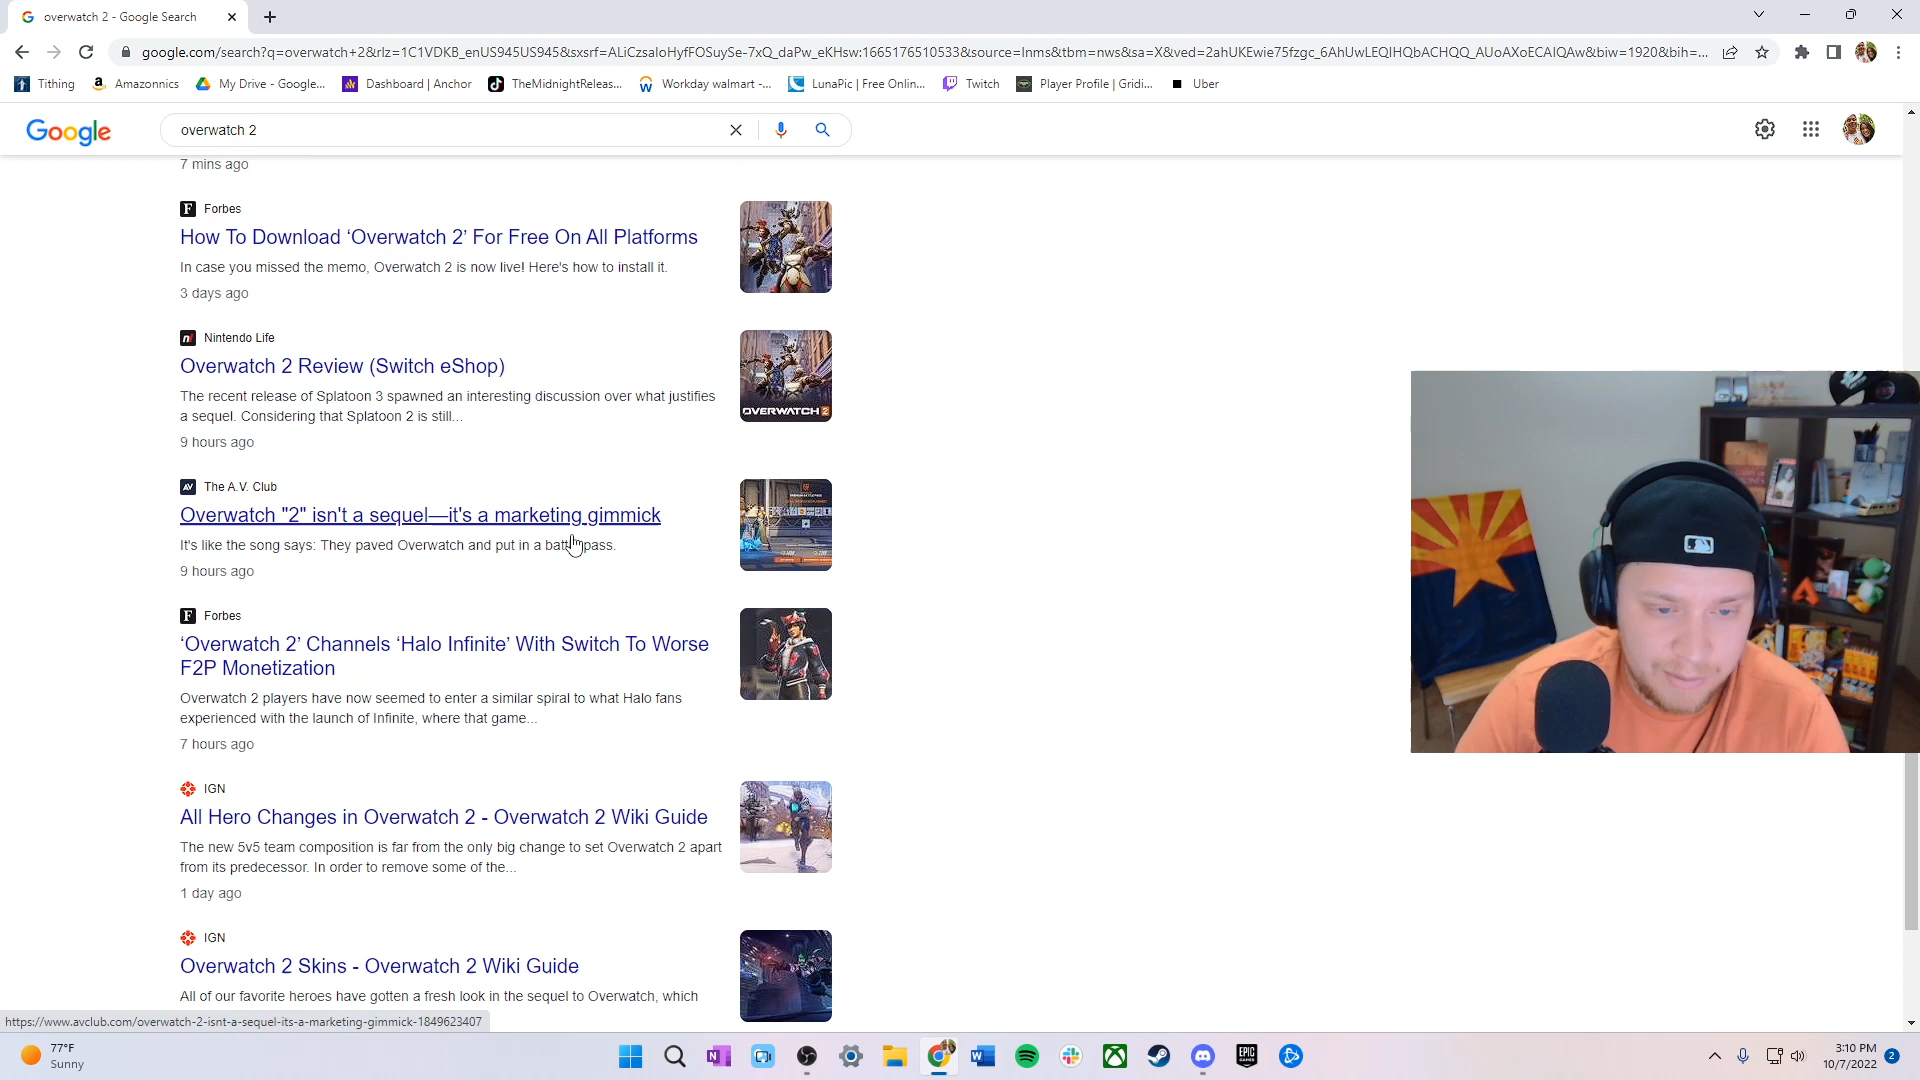 overwatch 2 - Google Search
google.com/search?q=overwatch+2&rlz=1C1VDKB_enUS945US945&sxsrf=ALiCzsaloHyfFOSuySe-7xQ_daPw_eKHsw:1665176510533&source=lnms&tbm=nws&sa=X&ved=2ahUKEwie75fzgc_6AhUwLEQIHQbACHQQ_AUoAXoECAIQAw&biw=1920&bih=...
Tithing Amazonnics My Drive - Google... Dashboard | Anchor TheMidnightReleas... Workday walmart -... LunaPic | Free Onlin... Twitch Player Profile | Gridi... Uber
Google overwatch 2
7 mins ago
Forbes
How To Download ‘Overwatch 2’ For Free On All Platforms
In case you missed the memo, Overwatch 2 is now live! Here's how to install it.
3 days ago
Nintendo Life
Overwatch 2 Review (Switch eShop)
The recent release of Splatoon 3 spawned an interesting discussion over what justifies
a sequel. Considering that Splatoon 2 is still...
9 hours ago
OVERWATCH 2
The A.V. Club
Overwatch "2" isn't a sequel—it's a marketing gimmick
It's like the song says: They paved Overwatch and put in a pass.
9 hours ago
Forbes
‘Overwatch 2’ Channels ‘Halo Infinite’ With Switch To Worse
F2P Monetization
Overwatch 2 players have now seemed to enter a similar spiral to what Halo fans
experienced with the launch of Infinite, where that game...
7 hours ago
IGN
All Hero Changes in Overwatch 2 - Overwatch 2 Wiki Guide
The new 5v5 team composition is far from the only big change to set Overwatch 2 apart
from its predecessor. In order to remove some of the...
1 day ago
IGN
Overwatch 2 Skins - Overwatch 2 Wiki Guide
All of our favorite heroes have gotten a fresh look in the sequel to Overwatch, which
https://www.avclub.com/overwatch-2-isnt-a-sequel-its-a-marketing-gimmick-1849623407
77°F
Sunny
3:10 PM
10/7/2022
2